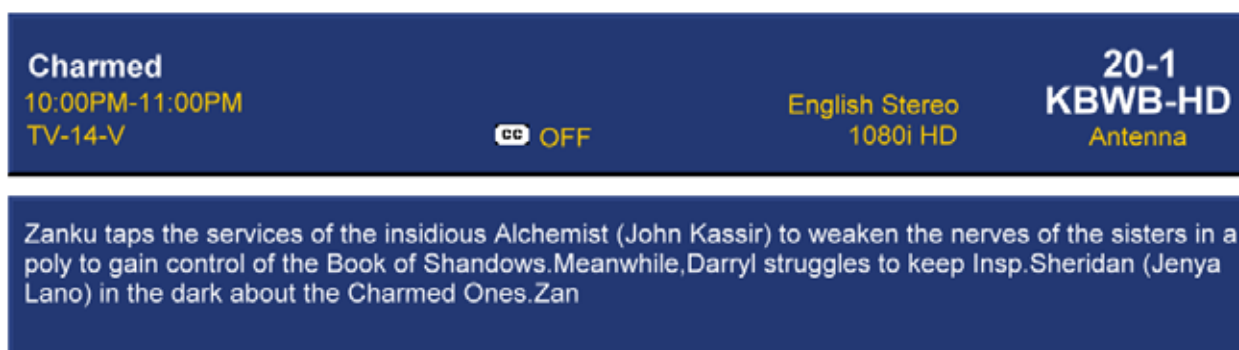 Charmed
10:00PM-11:00PM
TV-14-V
CC OFF
English Stereo
1080i HD
20-1
KBWB-HD
Antenna
Zanku taps the services of the insidious Alchemist (John Kassir) to weaken the nerves of the sisters in a
poly to gain control of the Book of Shandows.Meanwhile,Darryl struggles to keep Insp.Sheridan (Jenya
Lano) in the dark about the Charmed Ones.Zan